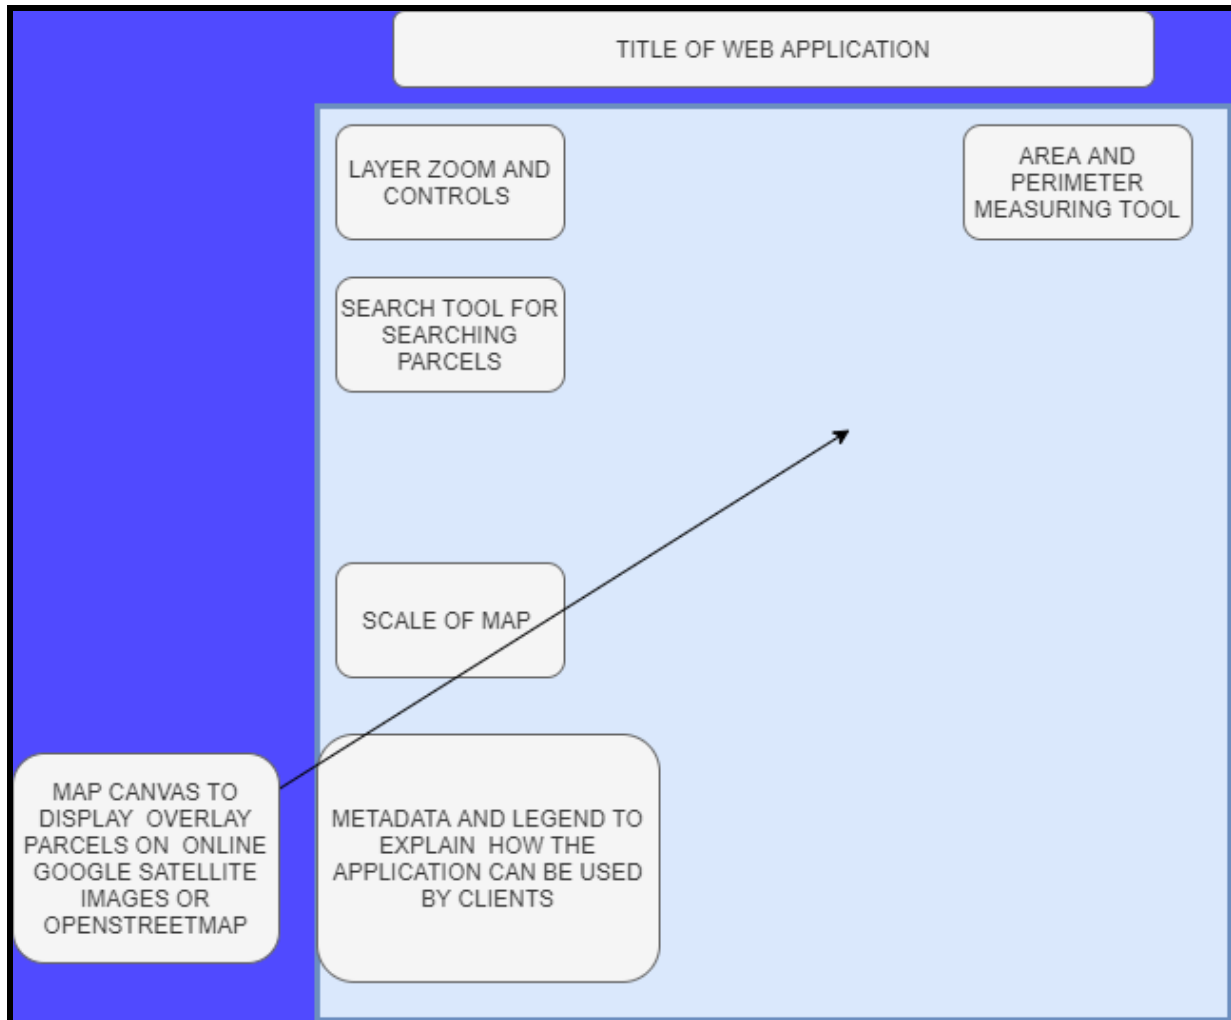 TITLE OF WEB APPLICATION
LAYER ZOOM AND
CONTROLS
AREA AND
PERIMETER
MEASURING TOOL
SEARCH TOOL FOR
SEARCHING
PARCELS
SCALE OF MAP
MAP CANVAS TO
DISPLAY OVERLAY
PARCELS ON ONLINE
GOOGLE SATELLITE
IMAGES OR
OPENSTREETMAP
METADATA AND LEGEND TO
EXPLAIN HOW THE
APPLICATION CAN BE USED
BY CLIENTS